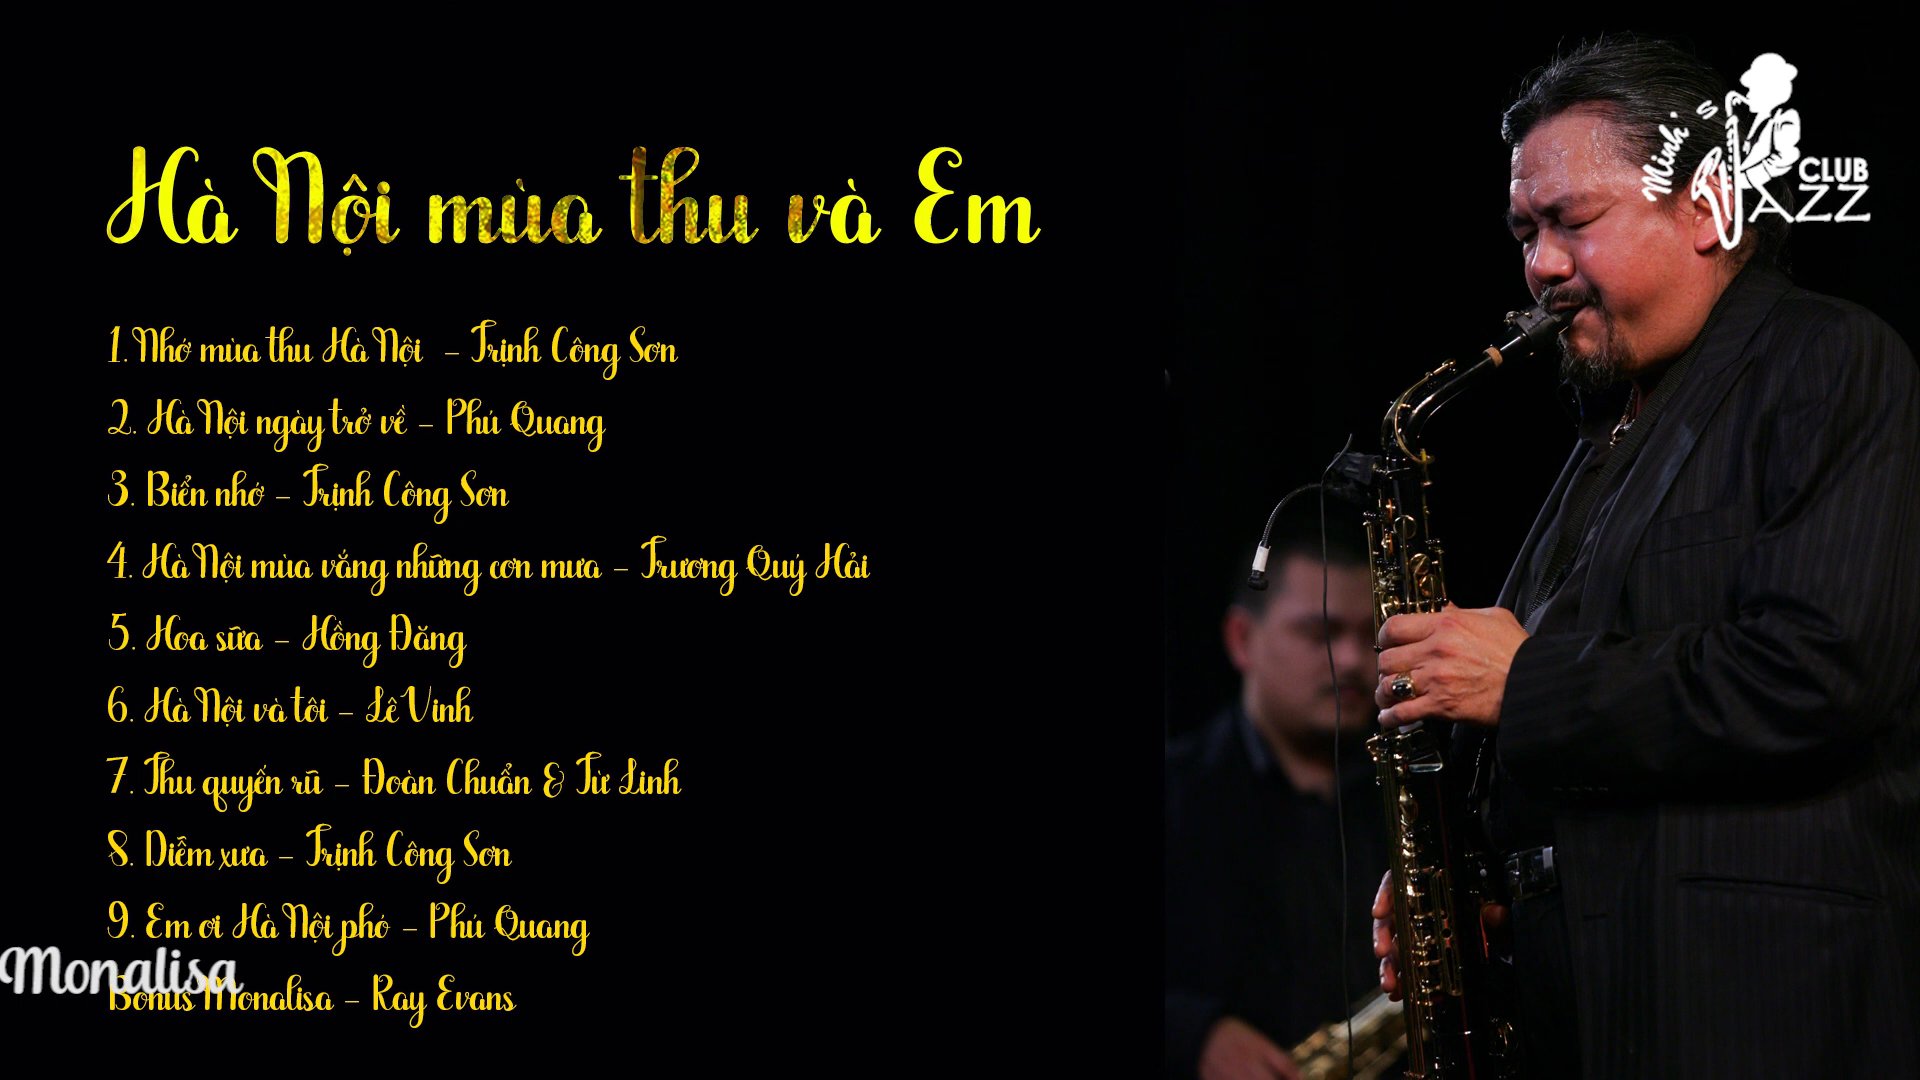 Minh's
CLUB
JAZZ
Hà Nội mùa thu và Em
1. Nhớ mùa thu Hà Nội - Trịnh Công Sơn
2. Hà Nội ngày trở về - Phú Quang
3. Biển nhớ - Trịnh Công Sơn
4. Hà Nội mùa vắng những cơn mưa - Trương Quý Hải
5. Hoa sữa - Hồng Đăng
6. Hà Nội và tôi - Lê Vinh
7. Thu quyến rũ - Đoàn Chuẩn & Từ Linh
8. Diễm xưa - Trịnh Công Sơn
9. Em ơi Hà Nội phó - Phú Quang
Monalisa
Bonus Monalisa - Ray Evans